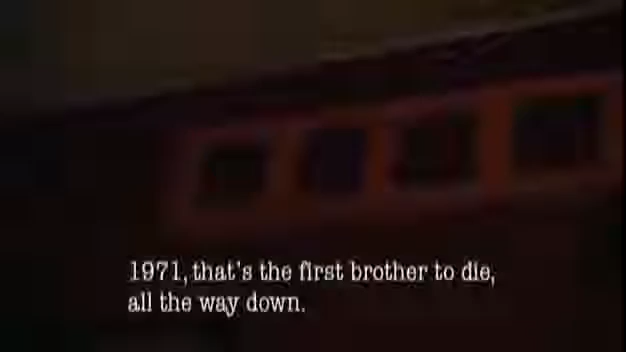 1971, that's the first brother to die,
all the way down.